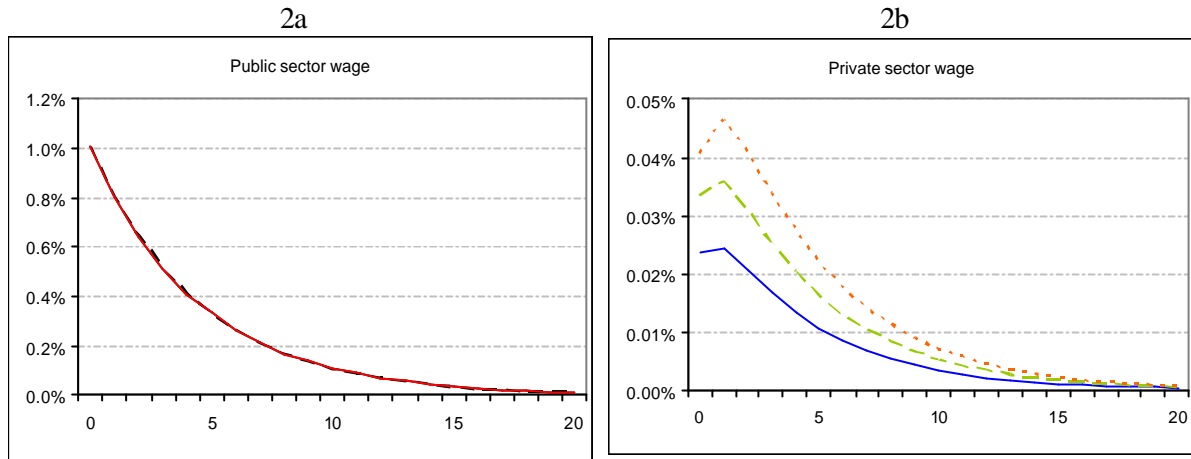 2a
2b
Public sector wage
1.2%
1.0%
0.8%
0.6%
0.4%
0.2%
0.0%
0 5 10 15 20
Private sector wage
0.05%
0.04%
0.03%
0.02%
0.01%
0.00%
0 5 10 15 20